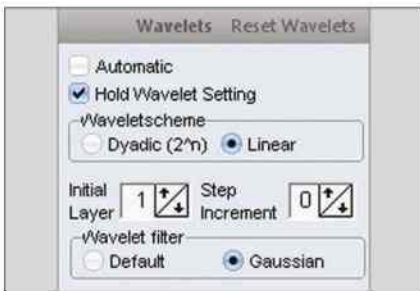 Wavelets Reset Wavelets
Automatic
Hold Wavelet Setting
Waveletscheme
Dyadic (2^n) Linear
Initial Layer 1 Step Increment 0
Wavelet filter
Default Gaussian